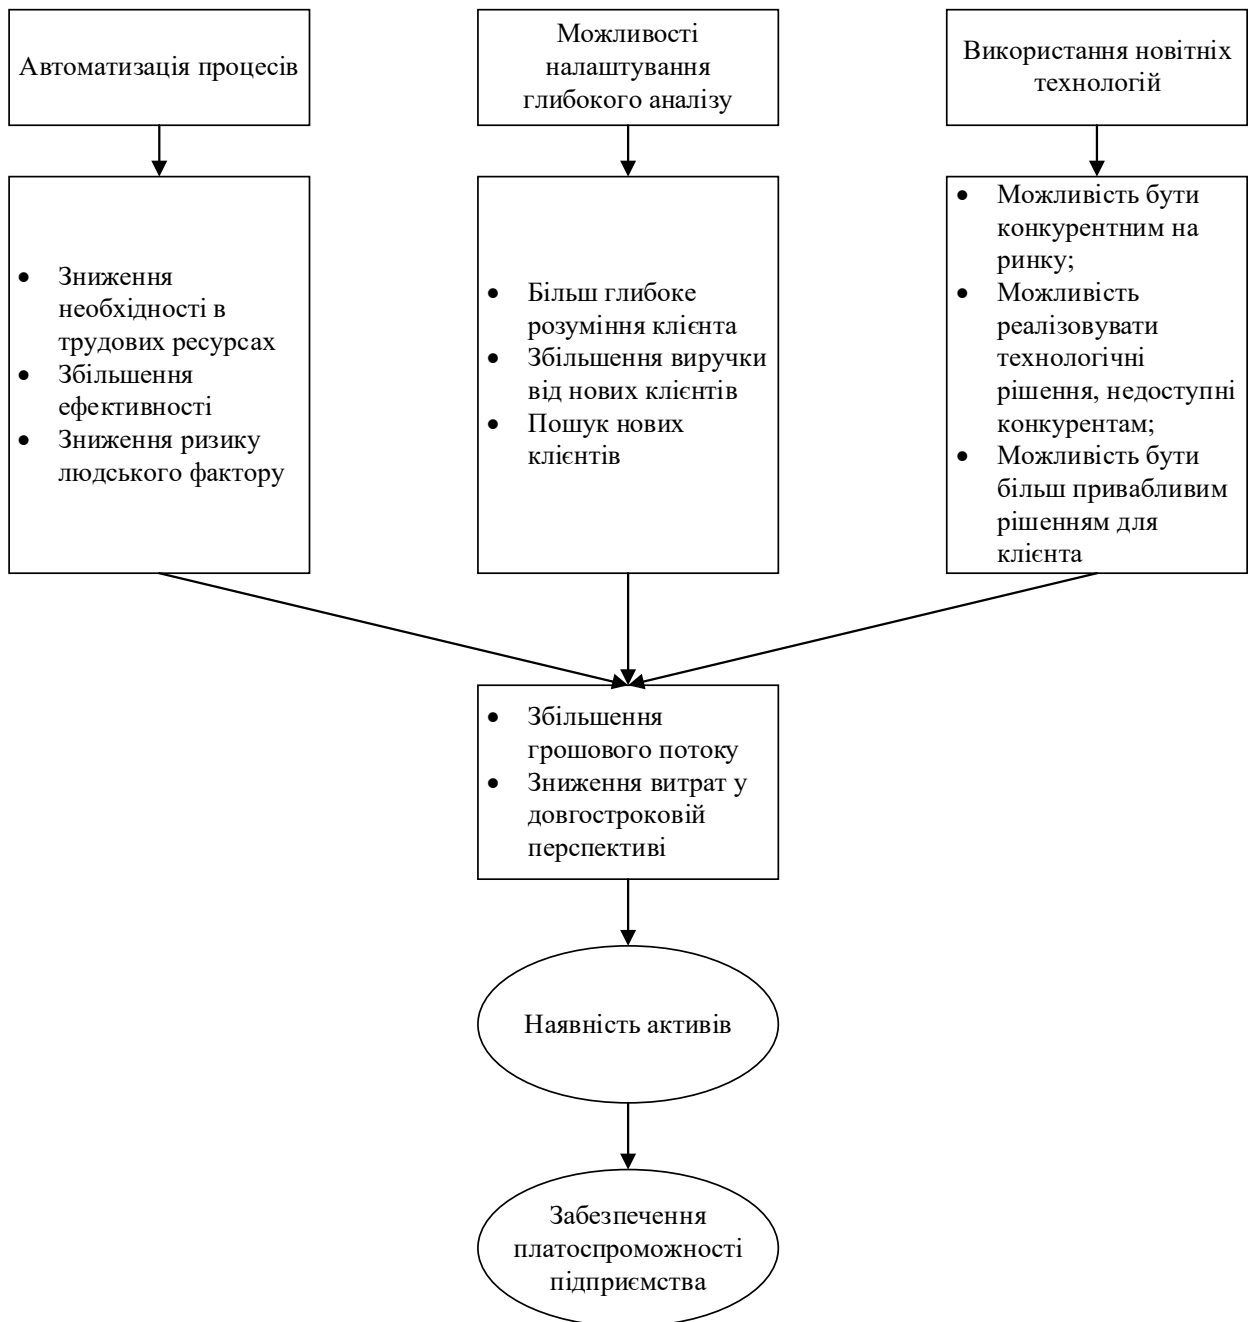 Автоматизація процесів
Можливості
налаштування
глибокого аналізу
Використання новітніх
технологій
• Зниження
необхідності в
трудових ресурсах
• Збільшення
ефективності
• Зниження ризику
людського фактору
• Більш глибоке
розуміння клієнта
• Збільшення виручки
від нових клієнтів
• Пошук нових
клієнтів
• Можливість бути
конкурентним на
ринку;
• Можливість
реалізовувати
технологічні
рішення, недоступні
конкурентам;
• Можливість бути
більш привабливим
рішенням для
клієнта
• Збільшення
грошового потоку
• Зниження витрат у
довгостроковій
перспективі
Наявність активів
Забезпечення
платоспроможності
підприємства